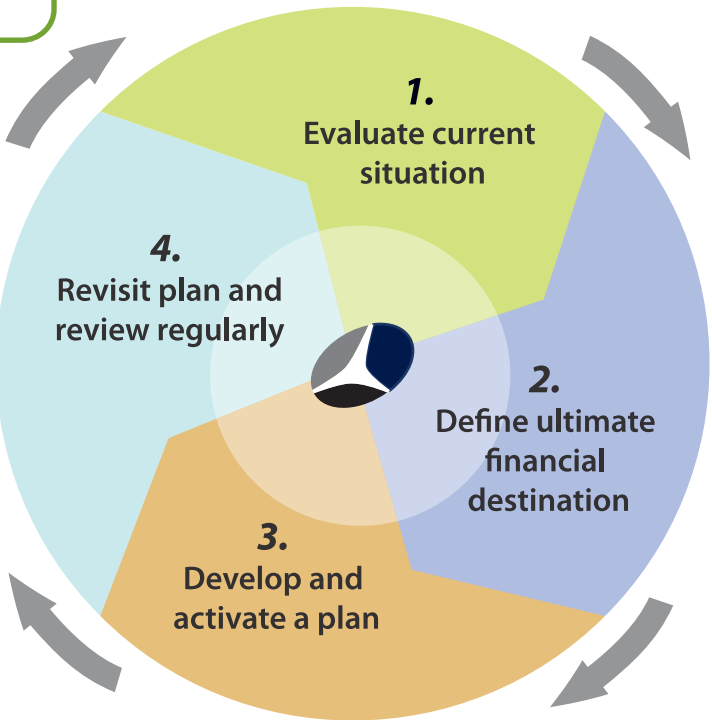 1.
Evaluate current
situation
2.
Define ultimate
financial
destination
3.
Develop and
activate a plan
4.
Revisit plan and
review regularly